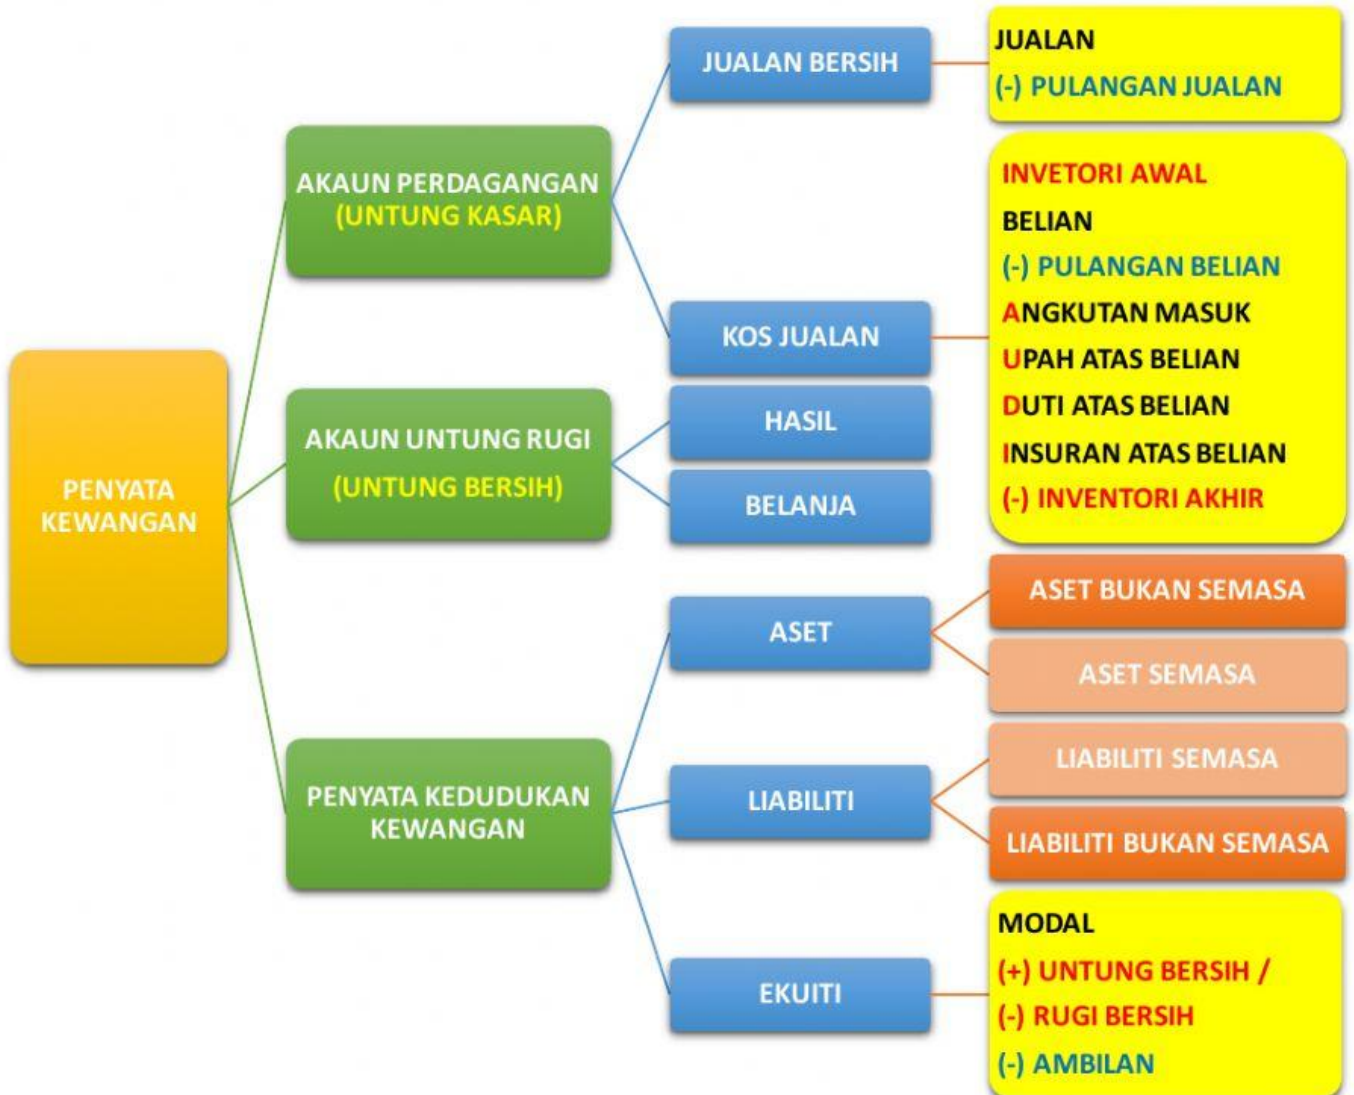 PENYATA
KEWANGAN
AKAUN PERDAGANGAN
(UNTUNG KASAR)
JUALAN BERSIH
JUALAN
(-) PULANGAN JUALAN
KOS JUALAN
INVETORI AWAL
BELIAN
(-) PULANGAN BELIAN
ANGKUTAN MASUK
UPAH ATAS BELIAN
DUTI ATAS BELIAN
INSURAN ATAS BELIAN
(-) INVENTORI AKHIR
AKAUN UNTUNG RUGI
(UNTUNG BERSIH)
HASIL
BELANJA
PENYATA KEDUDUKAN
KEWANGAN
ASET
ASET BUKAN SEMASA
ASET SEMASA
LIABILITI
LIABILITI SEMASA
LIABILITI BUKAN SEMASA
EKUITI
MODAL
(+) UNTUNG BERSIH /
(-) RUGI BERSIH
(-) AMBILAN